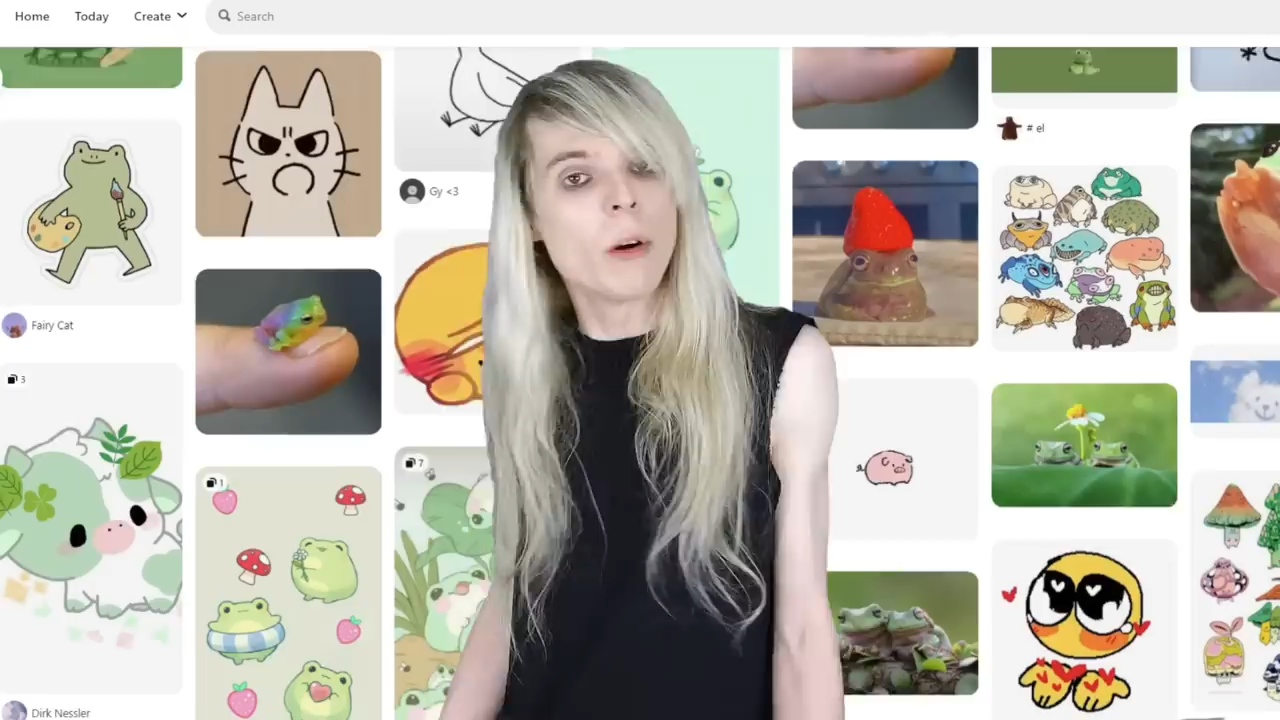 Home Today Create Search
# el
Gy <3
Fairy Cat
3
7
1
Dirk Nessler